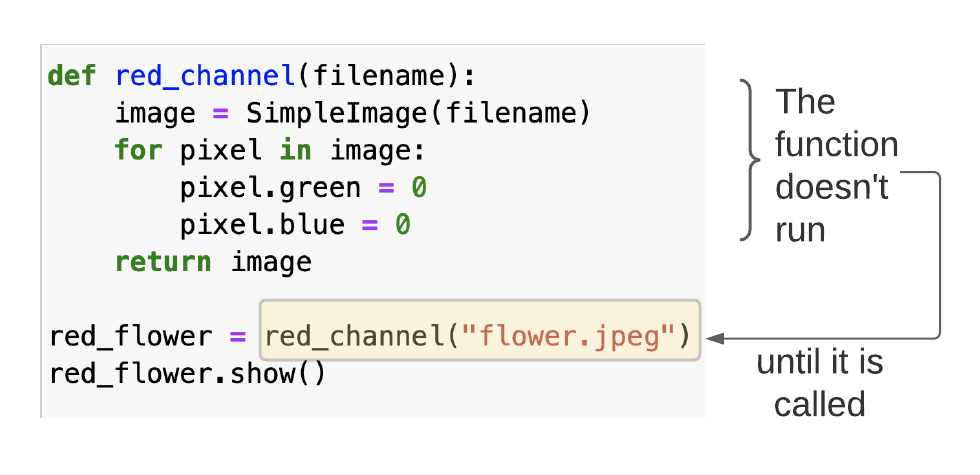 def red_channel(filename):
    image = SimpleImage(filename)
    for pixel in image:
        pixel.green = 0
        pixel.blue = 0
    return image
red_flower = red_channel("flower.jpeg")
red_flower.show()
The
function
doesn't
run
until it is
called